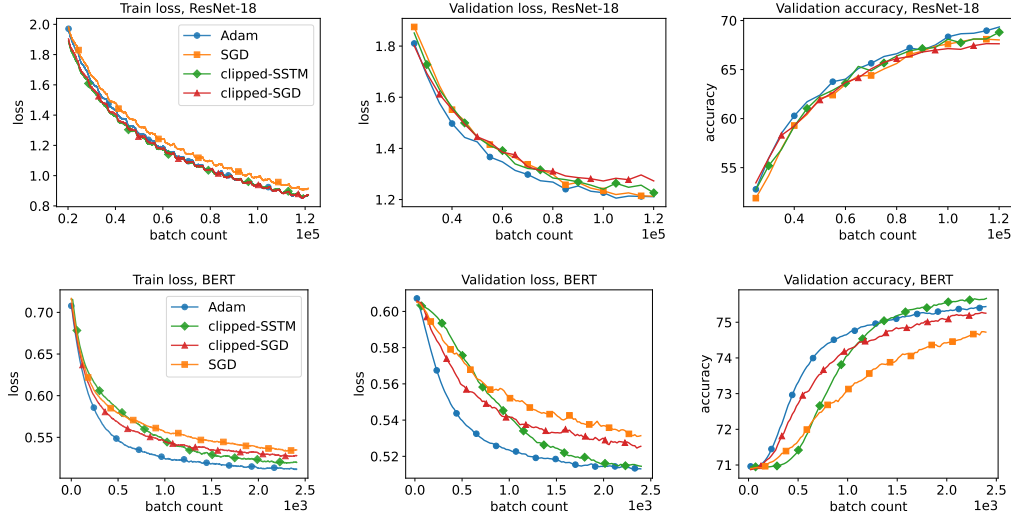 Train loss, ResNet-18
2.0
1.8
1.6
1.4
1.2
1.0
0.8
loss
Adam
SGD
clipped-SSTM
clipped-SGD
0.2 0.4 0.6 0.8 1.0 1.2
batch count
1e5
Validation loss, ResNet-18
1.8
1.6
1.4
1.2
loss
0.4 0.6 0.8 1.0 1.2
batch count
1e5
Validation accuracy, ResNet-18
70
65
60
55
accuracy
0.4 0.6 0.8 1.0 1.2
batch count
1e5
Train loss, BERT
0.70
0.65
0.60
0.55
loss
Adam
clipped-SSTM
clipped-SGD
SGD
0.0 0.5 1.0 1.5 2.0 2.5
batch count
1e3
Validation loss, BERT
0.60
0.58
0.56
0.54
0.52
loss
0.0 0.5 1.0 1.5 2.0 2.5
batch count
1e3
Validation accuracy, BERT
75
74
73
72
71
accuracy
0.0 0.5 1.0 1.5 2.0 2.5
batch count
1e3